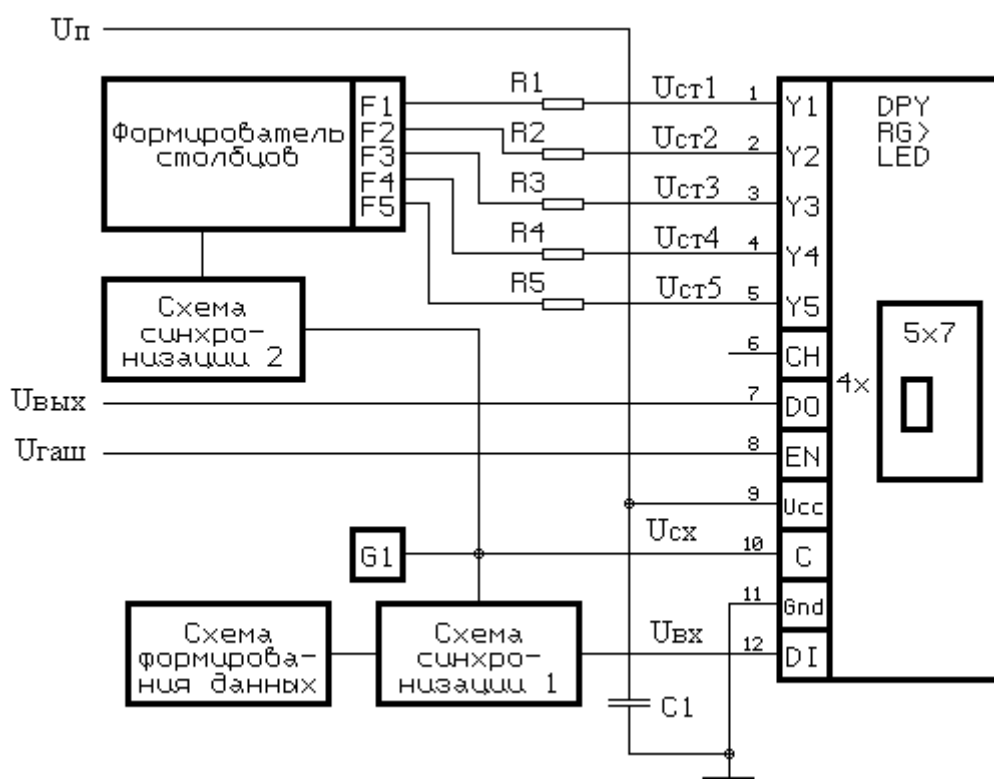 Uп
Формирователь
столбцов
F1
F2
F3
F4
F5
R1
R2
R3
R4
R5
Uст1
Uст2
Uст3
Uст4
Uст5
1
2
3
4
5
6
7
8
9
10
11
12
Y1
Y2
Y3
Y4
Y5
CH
DO
EN
Ucc
C
Gnd
DI
DPY
RG>
LED
5x7
4x
Схема
синхро-
низации 2
Uвых
Uгаш
G1
Uсх
Uвх
Схема
формирова-
ния данных
Схема
синхро-
низации 1
C1